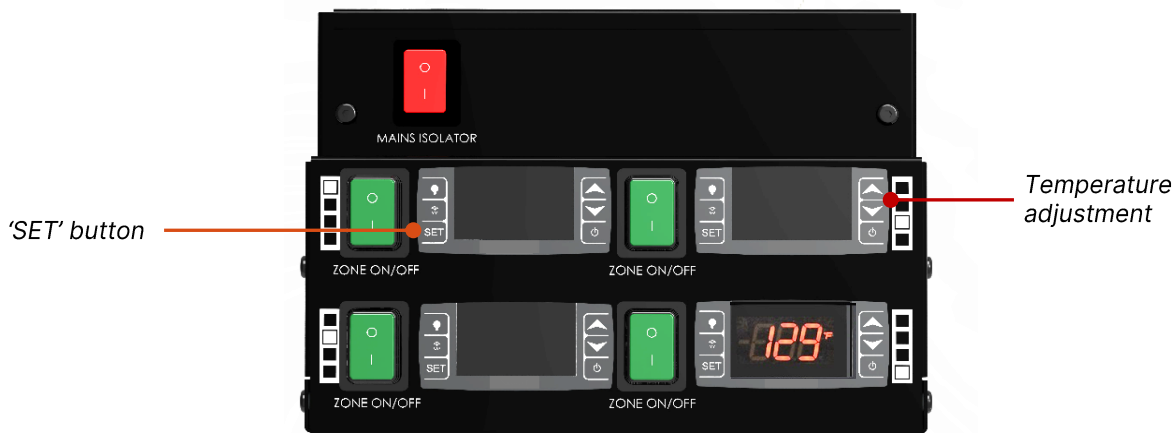 O
I
MAINS ISOLATOR
O
I
SET
O
I
SET
Temperature
adjustment
'SET' button
ZONE ON/OFF
ZONE ON/OFF
O
I
SET
O
I
SET
129°F
ZONE ON/OFF
ZONE ON/OFF